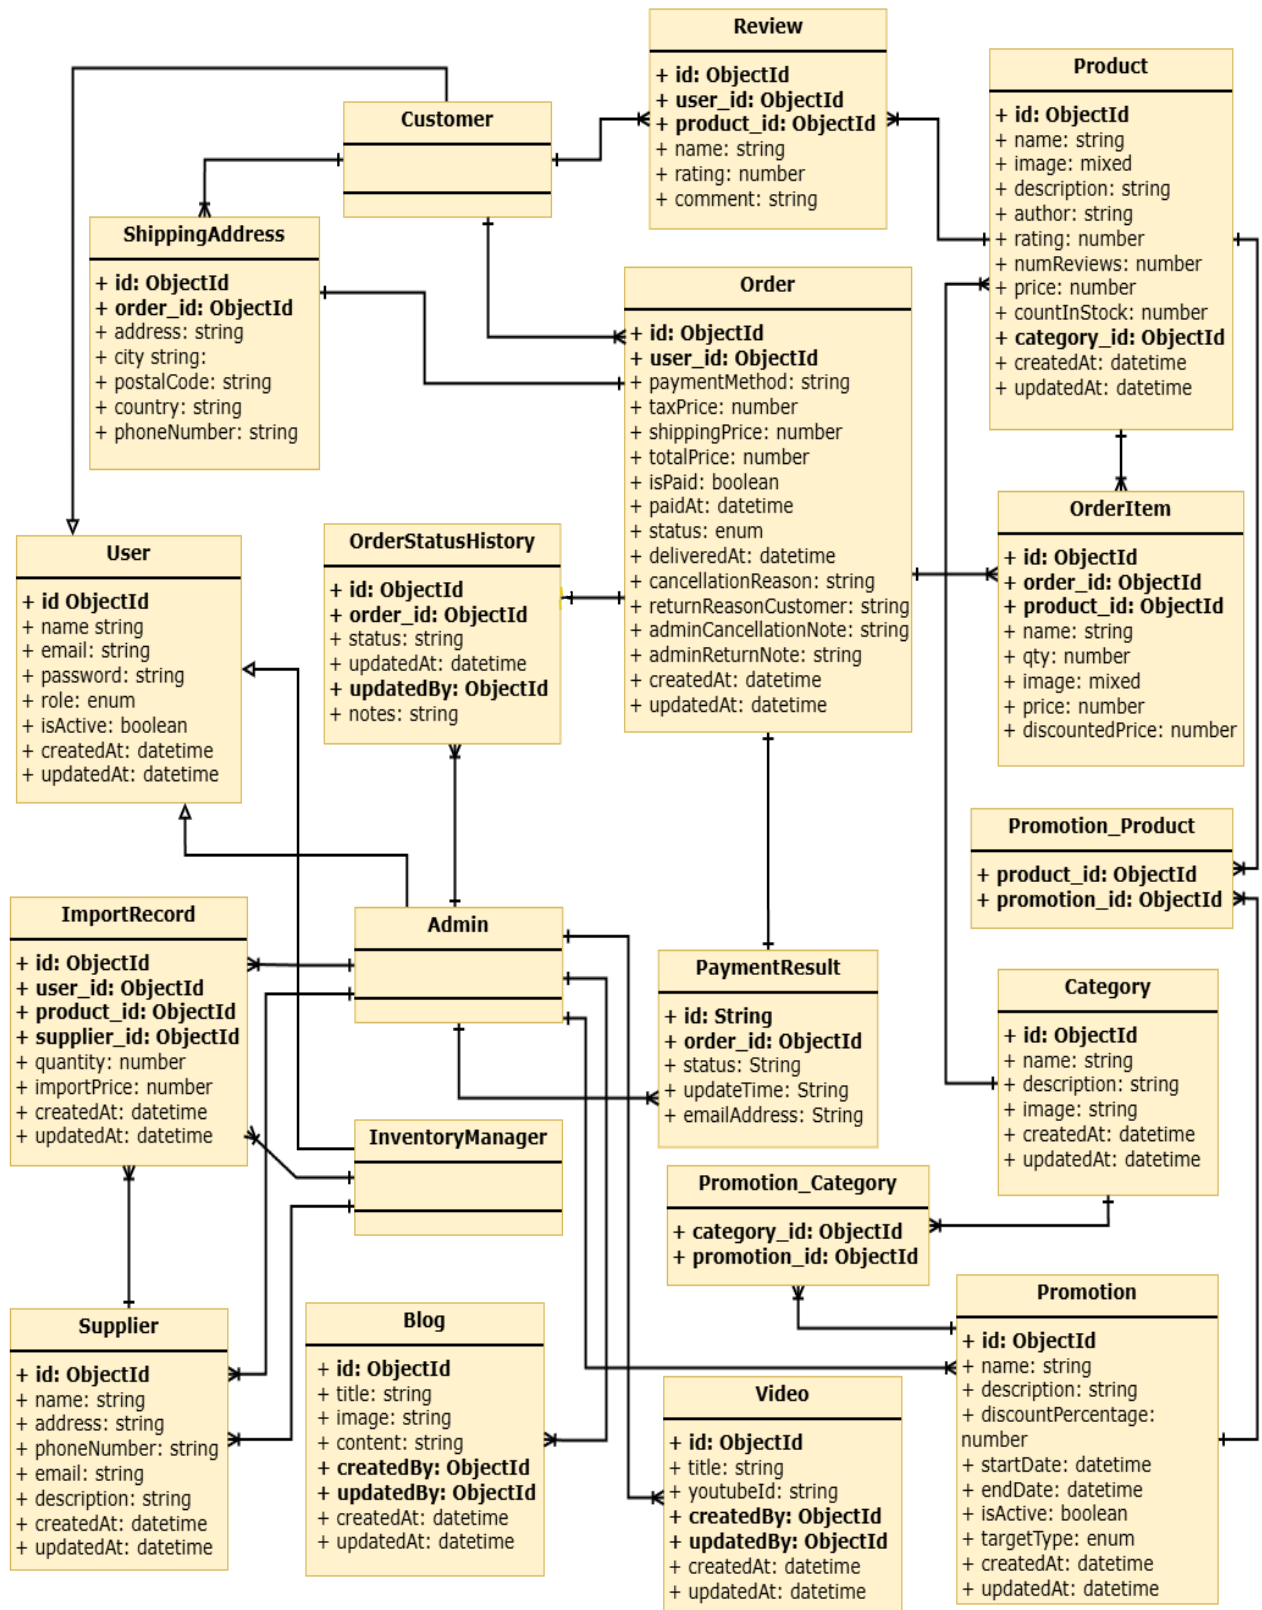 Review
+ id: ObjectId
+ user_id: ObjectId
+ product_id: ObjectId
+ name: string
+ rating: number
+ comment: string
Product
+ id: ObjectId
+ name: string
+ image: mixed
+ description: string
+ author: string
+ rating: number
+ numReviews: number
+ price: number
+ countInStock: number
+ category_id: ObjectId
+ createdAt: datetime
+ updatedAt: datetime
Customer
ShippingAddress
+ id: ObjectId
+ order_id: ObjectId
+ address: string
+ city string:
+ postalCode: string
+ country: string
+ phoneNumber: string
Order
+ id: ObjectId
+ user_id: ObjectId
+ paymentMethod: string
+ taxPrice: number
+ shippingPrice: number
+ totalPrice: number
+ isPaid: boolean
+ paidAt: datetime
+ status: enum
+ deliveredAt: datetime
+ cancellationReason: string
+ returnReasonCustomer: string
+ adminCancellationNote: string
+ adminReturnNote: string
+ createdAt: datetime
+ updatedAt: datetime
OrderItem
+ id: ObjectId
+ order_id: ObjectId
+ product_id: ObjectId
+ name: string
+ qty: number
+ image: mixed
+ price: number
+ discountedPrice: number
User
+ id ObjectId
+ name string
+ email: string
+ password: string
+ role: enum
+ isActive: boolean
+ createdAt: datetime
+ updatedAt: datetime
OrderStatusHistory
+ id: ObjectId
+ order_id: ObjectId
+ status: string
+ updatedAt: datetime
+ updatedBy: ObjectId
+ notes: string
Promotion_Product
+ product_id: ObjectId
+ promotion_id: ObjectId
ImportRecord
+ id: ObjectId
+ user_id: ObjectId
+ product_id: ObjectId
+ supplier_id: ObjectId
+ quantity: number
+ importPrice: number
+ createdAt: datetime
+ updatedAt: datetime
Admin
PaymentResult
+ id: String
+ order_id: ObjectId
+ status: String
+ updateTime: String
+ emailAddress: String
Category
+ id: ObjectId
+ name: string
+ description: string
+ image: string
+ createdAt: datetime
+ updatedAt: datetime
InventoryManager
Promotion_Category
+ category_id: ObjectId
+ promotion_id: ObjectId
Supplier
+ id: ObjectId
+ name: string
+ address: string
+ phoneNumber: string
+ email: string
+ description: string
+ createdAt: datetime
+ updatedAt: datetime
Blog
+ id: ObjectId
+ title: string
+ image: string
+ content: string
+ createdBy: ObjectId
+ updatedBy: ObjectId
+ createdAt: datetime
+ updatedAt: datetime
Video
+ id: ObjectId
+ title: string
+ youtubeId: string
+ createdBy: ObjectId
+ updatedBy: ObjectId
+ createdAt: datetime
+ updatedAt: datetime
Promotion
+ id: ObjectId
+ name: string
+ description: string
+ discountPercentage:
number
+ startDate: datetime
+ endDate: datetime
+ isActive: boolean
+ targetType: enum
+ createdAt: datetime
+ updatedAt: datetime